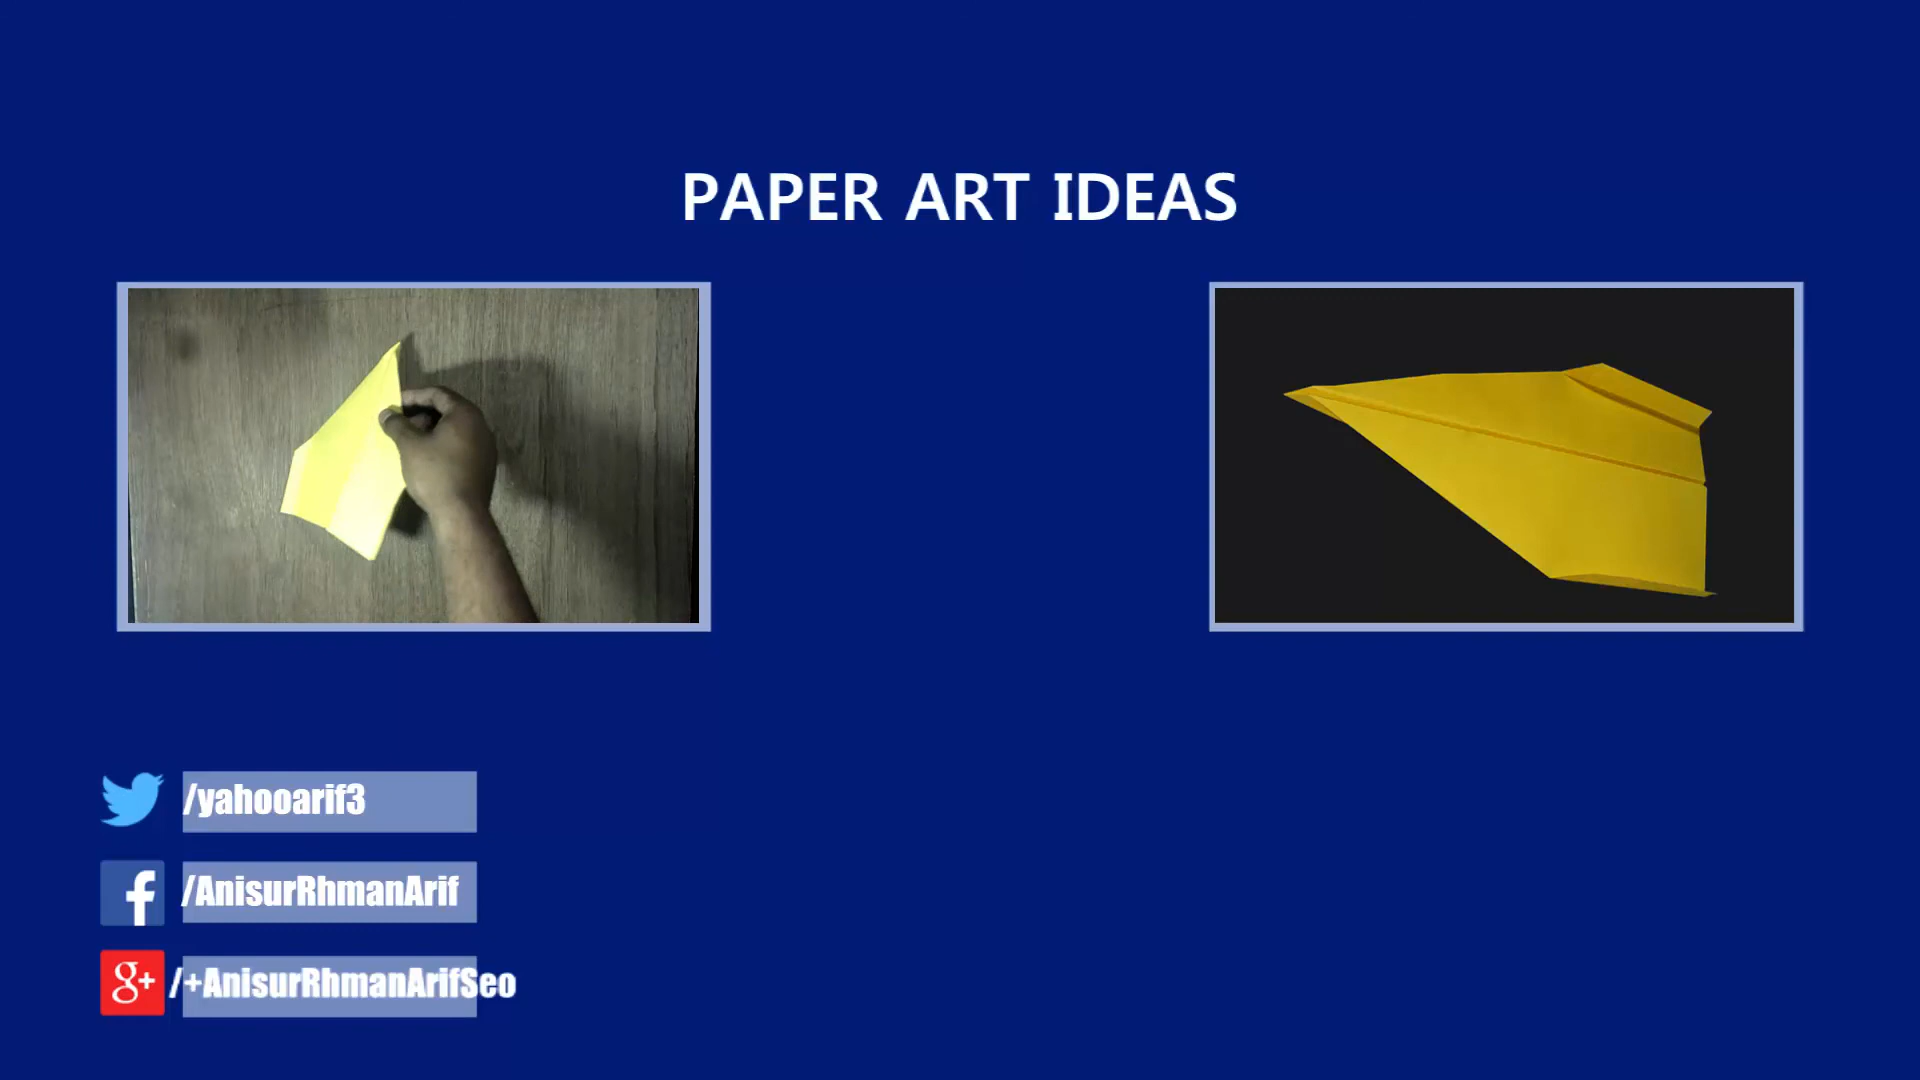 PAPER ART IDEAS
/yahooarif3
f /AnisurRhmanArif
g+ /+AnisurRhmanArifSeo